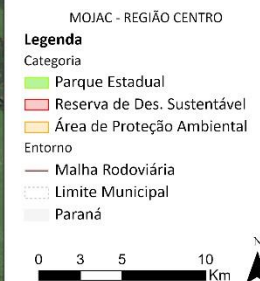 MOJAC - REGIÃO CENTRO
Legenda
Categoria
Parque Estadual
Reserva de Des. Sustentável
Área de Proteção Ambiental
Entorno
Malha Rodoviária
Limite Municipal
Paraná
N
0 3 5 10
Km